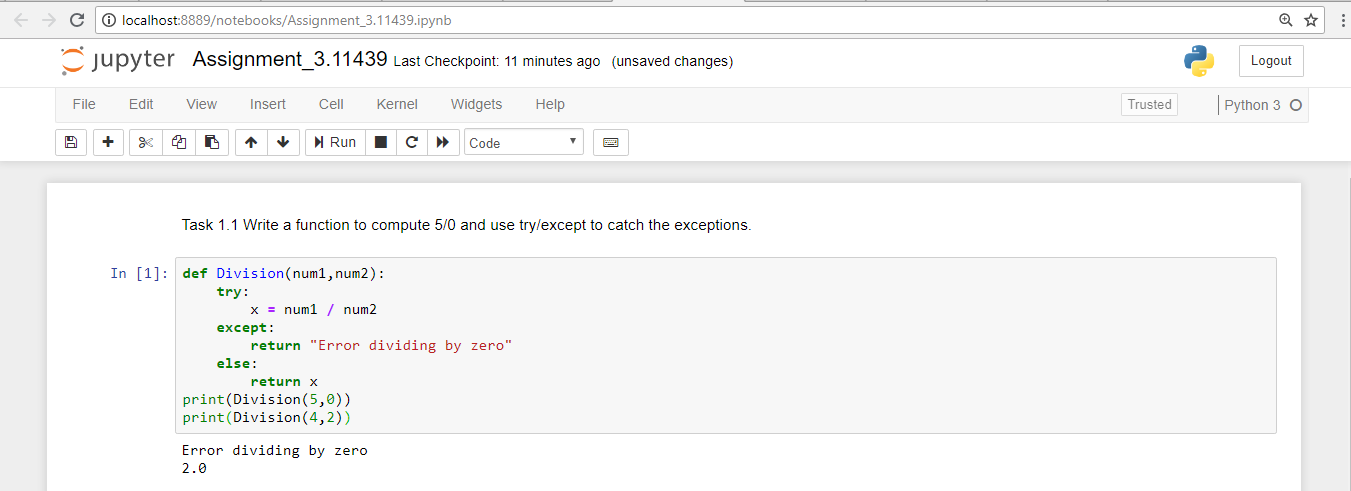 localhost:8889/notebooks/Assignment_3.11439.ipynb
jupyter Assignment_3.11439 Last Checkpoint: 11 minutes ago (unsaved changes)
Logout
File Edit View Insert Cell Kernel Widgets Help Trusted Python 3
Run Code
Task 1.1 Write a function to compute 5/0 and use try/except to catch the exceptions.
In [1]: def Division(num1,num2):
    try:
        x = num1 / num2
    except:
        return "Error dividing by zero"
    else:
        return x
print(Division(5,0))
print(Division(4,2))
Error dividing by zero
2.0